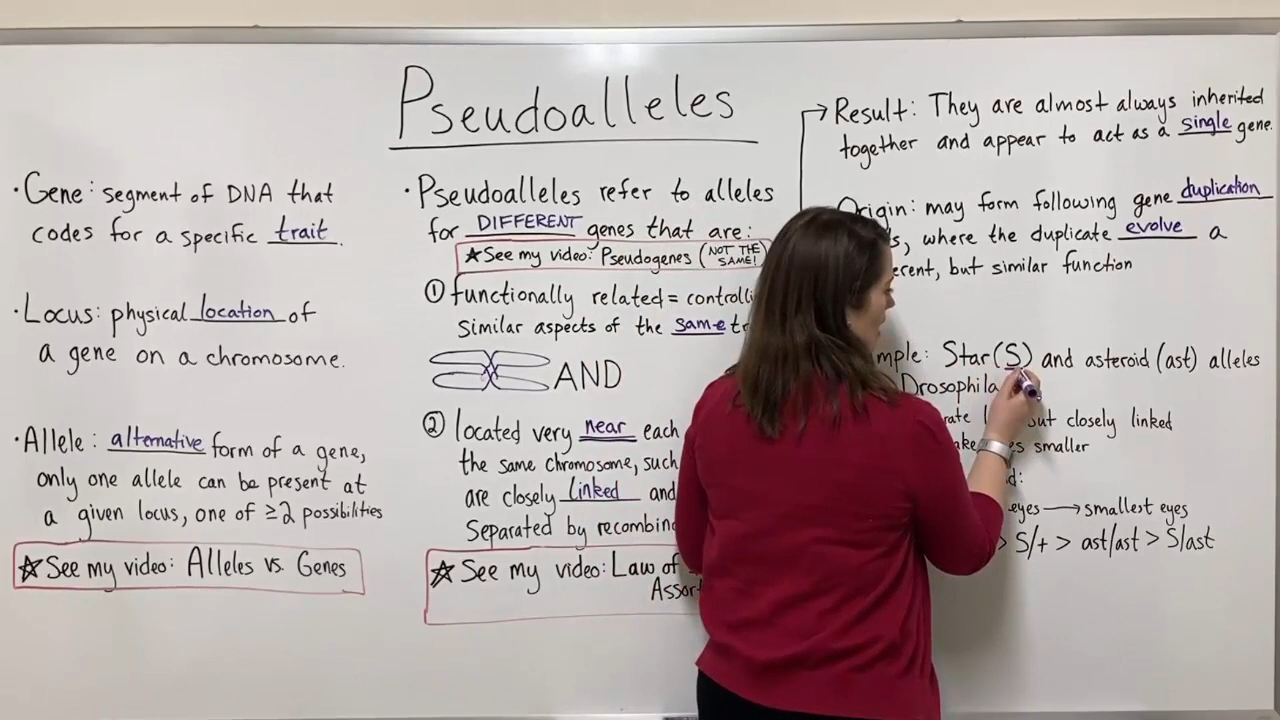 Pseudoalleles
· Gene: segment of DNA that
codes for a specific trait.
· Locus: physical location of
a gene on a chromosome.
· Allele: alternative form of a gene,
only one allele can be present at
a given locus, one of ≥2 possibilities
☆See my video: Alleles vs. Genes
· Pseudoalleles refer to alleles
for DIFFERENT genes that are:
★See my video: Pseudogenes (NOT THE
SAME!)
① functionally related = controlli
similar aspects of the same tr
AND
② located very near each
the same chromosome, such
are closely linked and
separated by recombin
☆See my video: Law of
Assor
Result: They are almost always inherited
together and appear to act as a single gene.
Origin: may form following gene duplication
s, where the duplicate evolve a
erent, but similar function
mple: Star (S) and asteroid (ast) alleles
Drosophila
rate but closely linked
ake smaller
d:
eyes → smallest eyes
> S/+ > ast/ast > S/ast